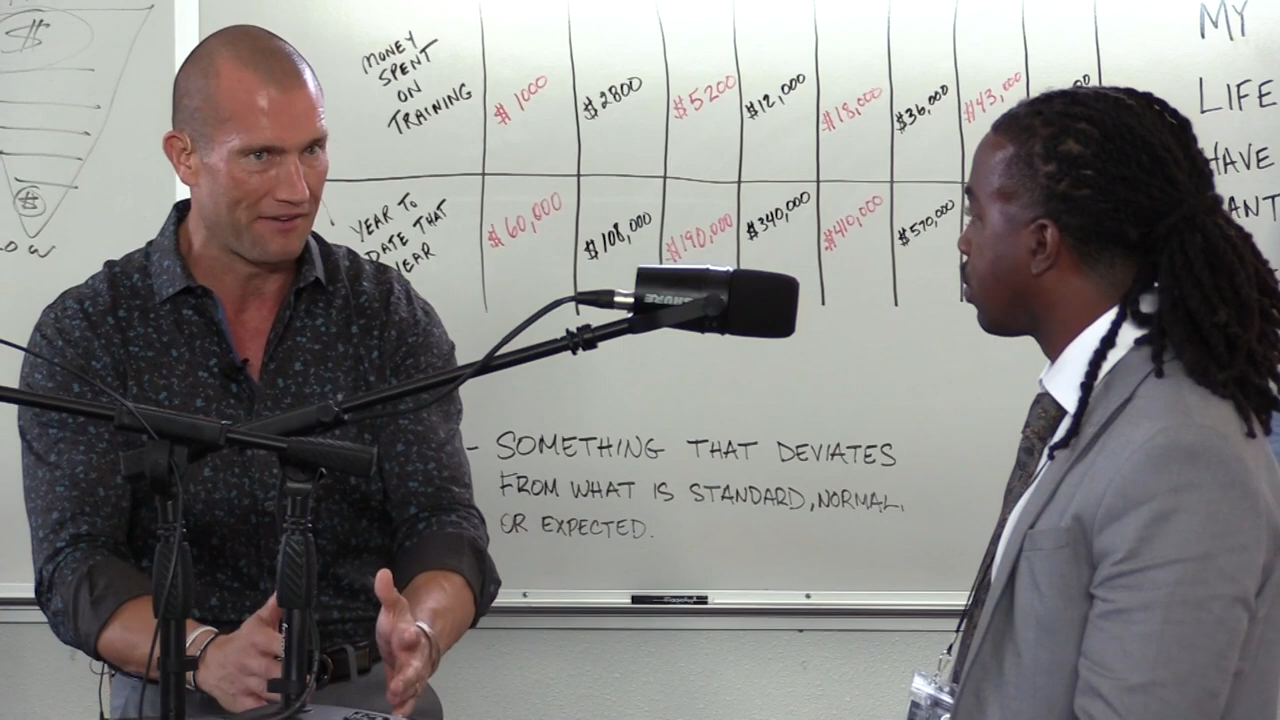 $
$
OW
MONEY
SPENT
ON
TRAINING
$1000
$2800
$5200
$12,000
$18,000
$36,000
$43,000
YEAR TO
DATE THAT
YEAR
$60,000
$108,000
$190,000
$340,000
$410,000
$570,000
MY
LIFE
HAVE
- SOMETHING THAT DEVIATES
FROM WHAT IS STANDARD, NORMAL,
OR EXPECTED.
SHURE